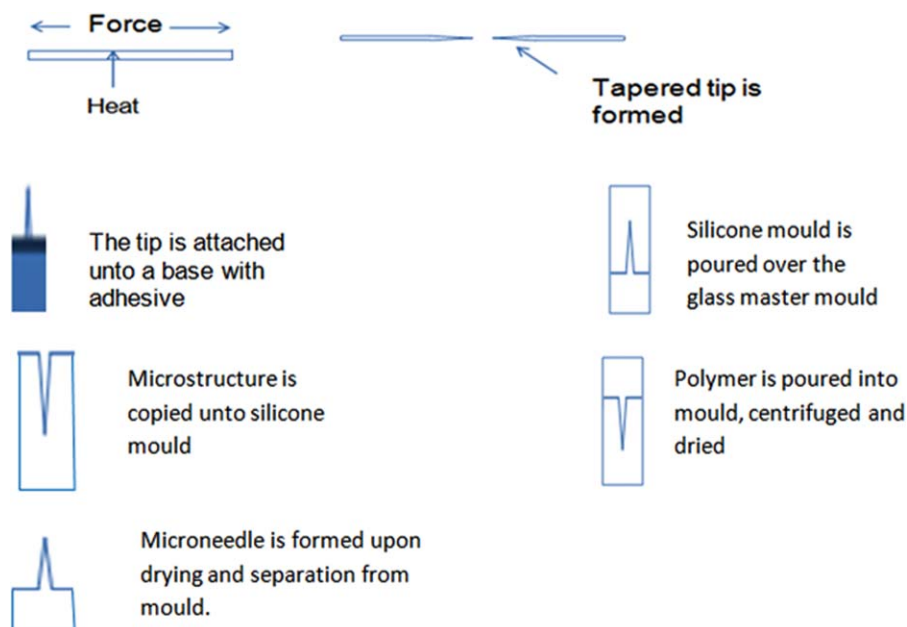 Force
Heat
Tapered tip is
formed
The tip is attached
unto a base with
adhesive
Silicone mould is
poured over the
glass master mould
Microstructure is
copied unto silicone
mould
Polymer is poured into
mould, centrifuged and
dried
Microneedle is formed upon
drying and separation from
mould.